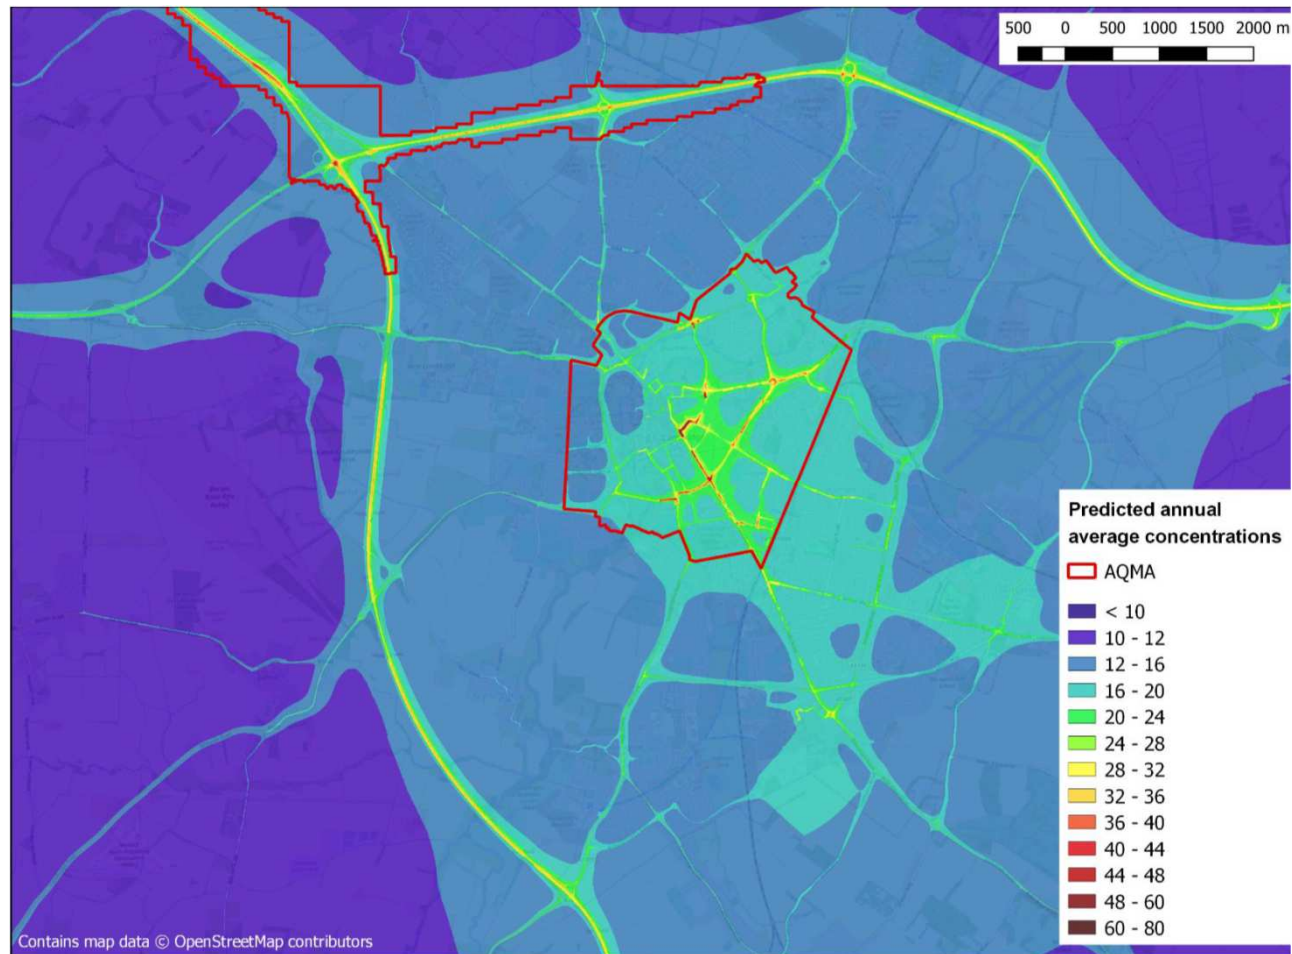 500 0 500 1000 1500 2000 m
Predicted annual
average concentrations
AQMA
< 10
10 - 12
12 - 16
16 - 20
20 - 24
24 - 28
28 - 32
32 - 36
36 - 40
40 - 44
44 - 48
48 - 60
60 - 80
Contains map data © OpenStreetMap contributors